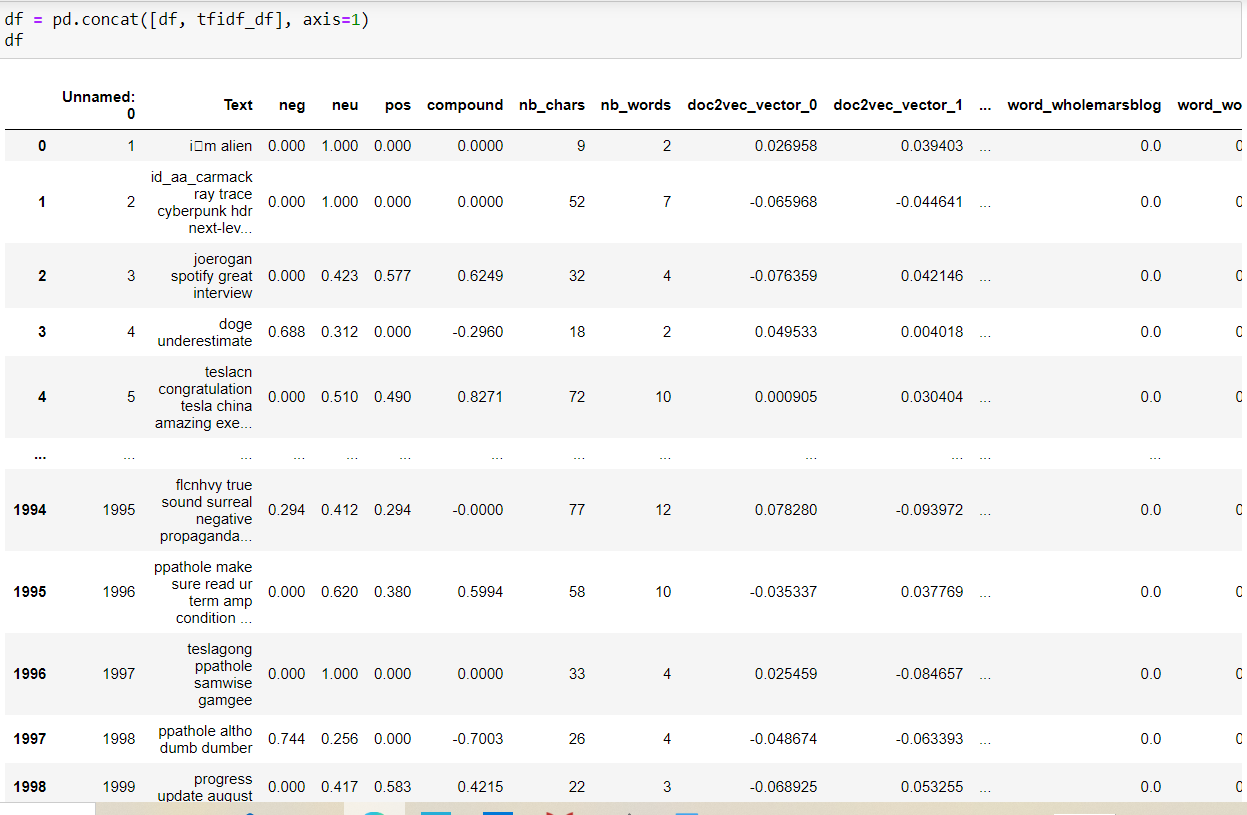 df = pd.concat([df, tfidf_df], axis=1)
df
Unnamed: 0 Text neg neu pos compound nb_chars nb_words doc2vec_vector_0 doc2vec_vector_1 ... word_wholemarsblog word_wo
0 1 i▯m alien 0.000 1.000 0.000 0.0000 9 2 0.026958 0.039403 ... 0.0 0
1 2 id_aa_carmack ray trace cyberpunk hdr next-lev... 0.000 1.000 0.000 0.0000 52 7 -0.065968 -0.044641 ... 0.0 0
2 3 joerogan spotify great interview 0.000 0.423 0.577 0.6249 32 4 -0.076359 0.042146 ... 0.0 0
3 4 doge underestimate 0.688 0.312 0.000 -0.2960 18 2 0.049533 0.004018 ... 0.0 0
4 5 teslacn congratulation tesla china amazing exe... 0.000 0.510 0.490 0.8271 72 10 0.000905 0.030404 ... 0.0 0
... ... ... ... ... ... ... ... ... ... ... ... ...
1994 1995 flcnhvy true sound surreal negative propaganda... 0.294 0.412 0.294 -0.0000 77 12 0.078280 -0.093972 ... 0.0 0
1995 1996 ppathole make sure read ur term amp condition ... 0.000 0.620 0.380 0.5994 58 10 -0.035337 0.037769 ... 0.0 0
1996 1997 teslagong ppathole samwise gamgee 0.000 1.000 0.000 0.0000 33 4 0.025459 -0.084657 ... 0.0 0
1997 1998 ppathole altho dumb dumber 0.744 0.256 0.000 -0.7003 26 4 -0.048674 -0.063393 ... 0.0 0
1998 1999 progress update august 0.000 0.417 0.583 0.4215 22 3 -0.068925 0.053255 ... 0.0 0